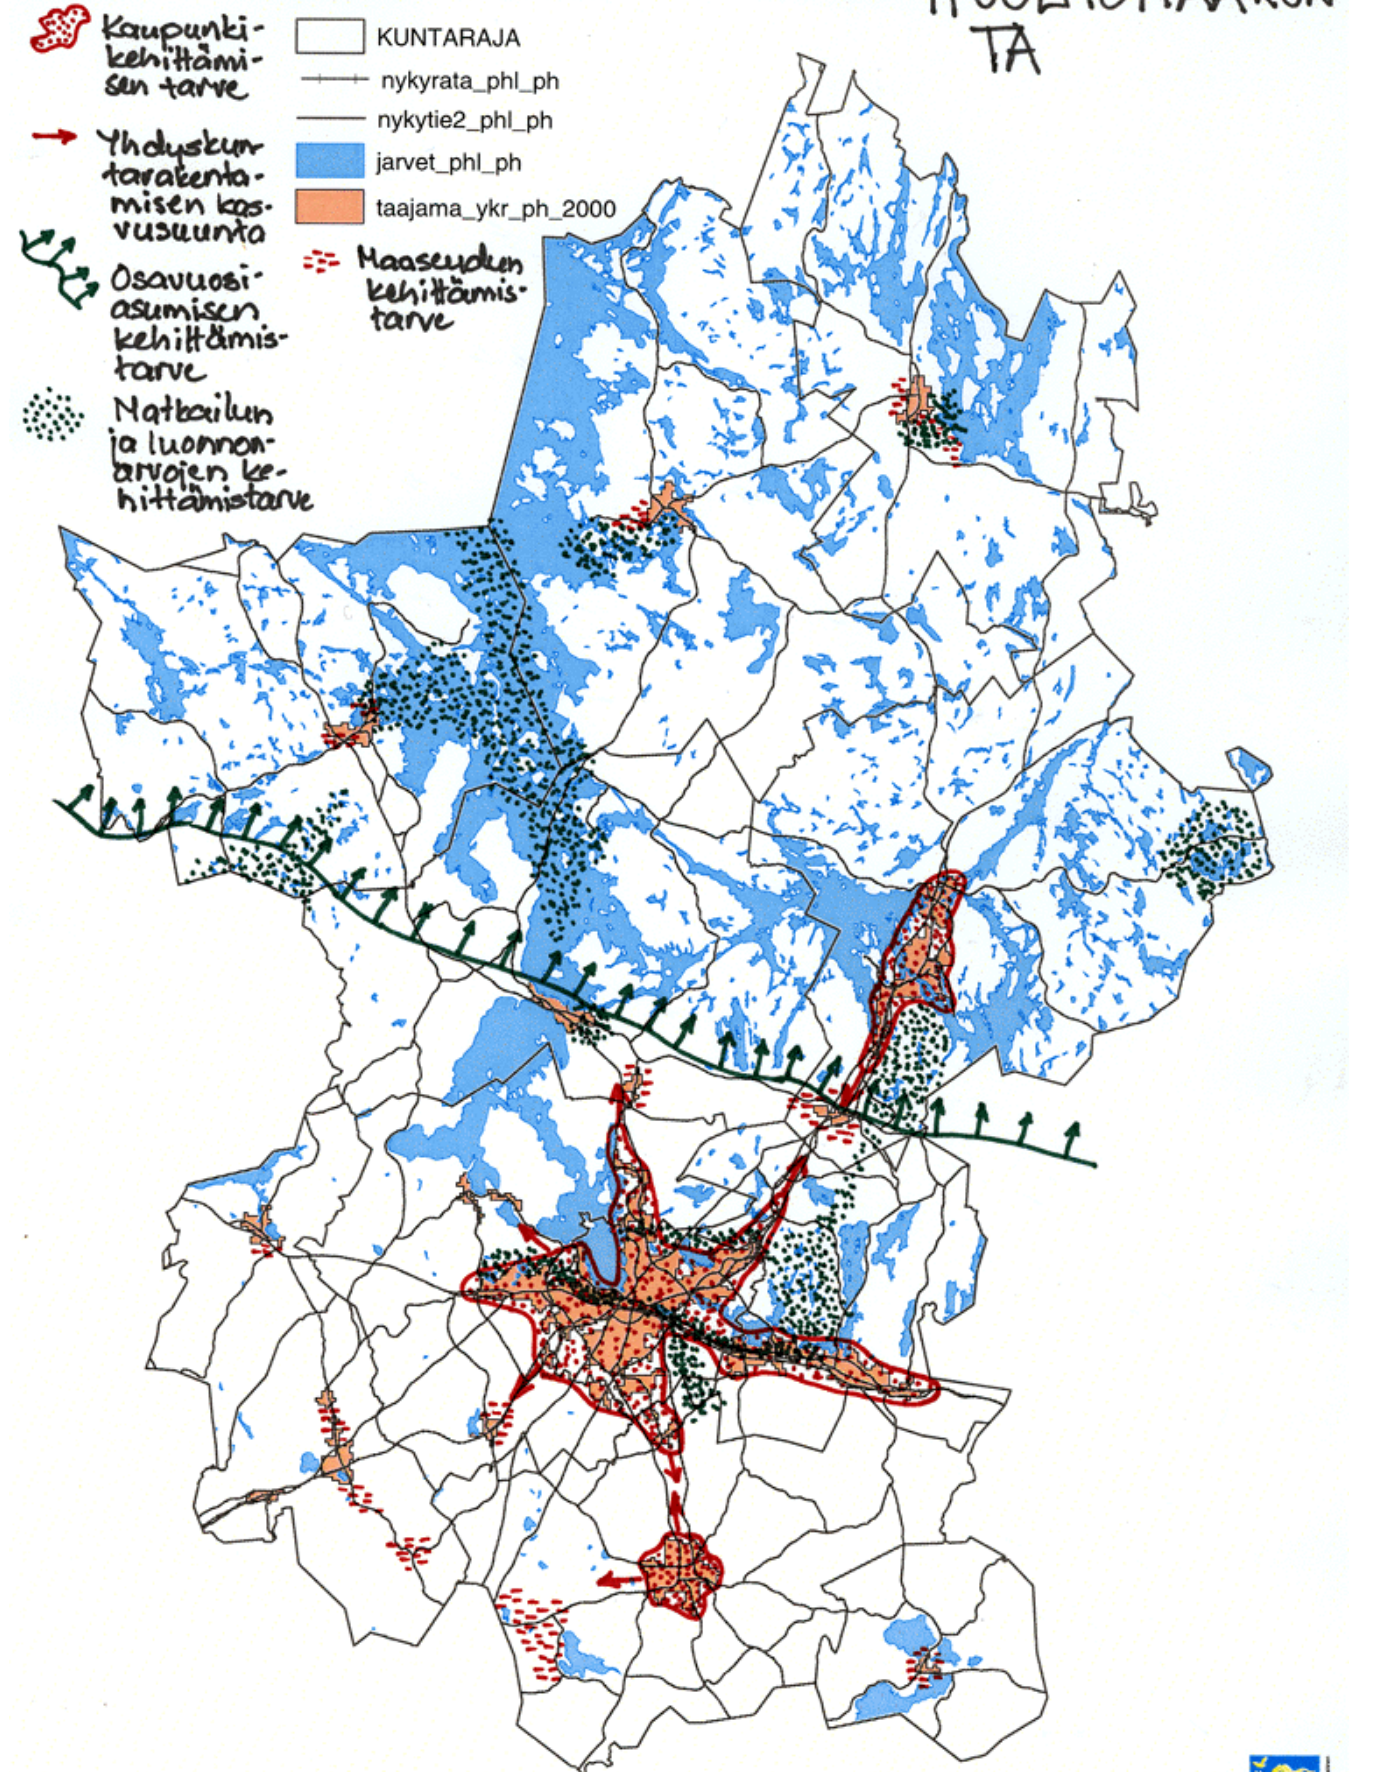 TA
Kaupunki-
kehittämi-
sen tarve
Yhdyskun-
tarakenta-
misen kas-
vusuunta
Osavuosi-
asumisen
kehittämis-
tarve
Matkailun
ja luonnon-
arvojen ke-
hittämistarve
KUNTARAJA
nykyrata_phl_ph
nykytie2_phl_ph
jarvet_phl_ph
taajama_ykr_ph_2000
Maaseudun
kehittämis-
tarve